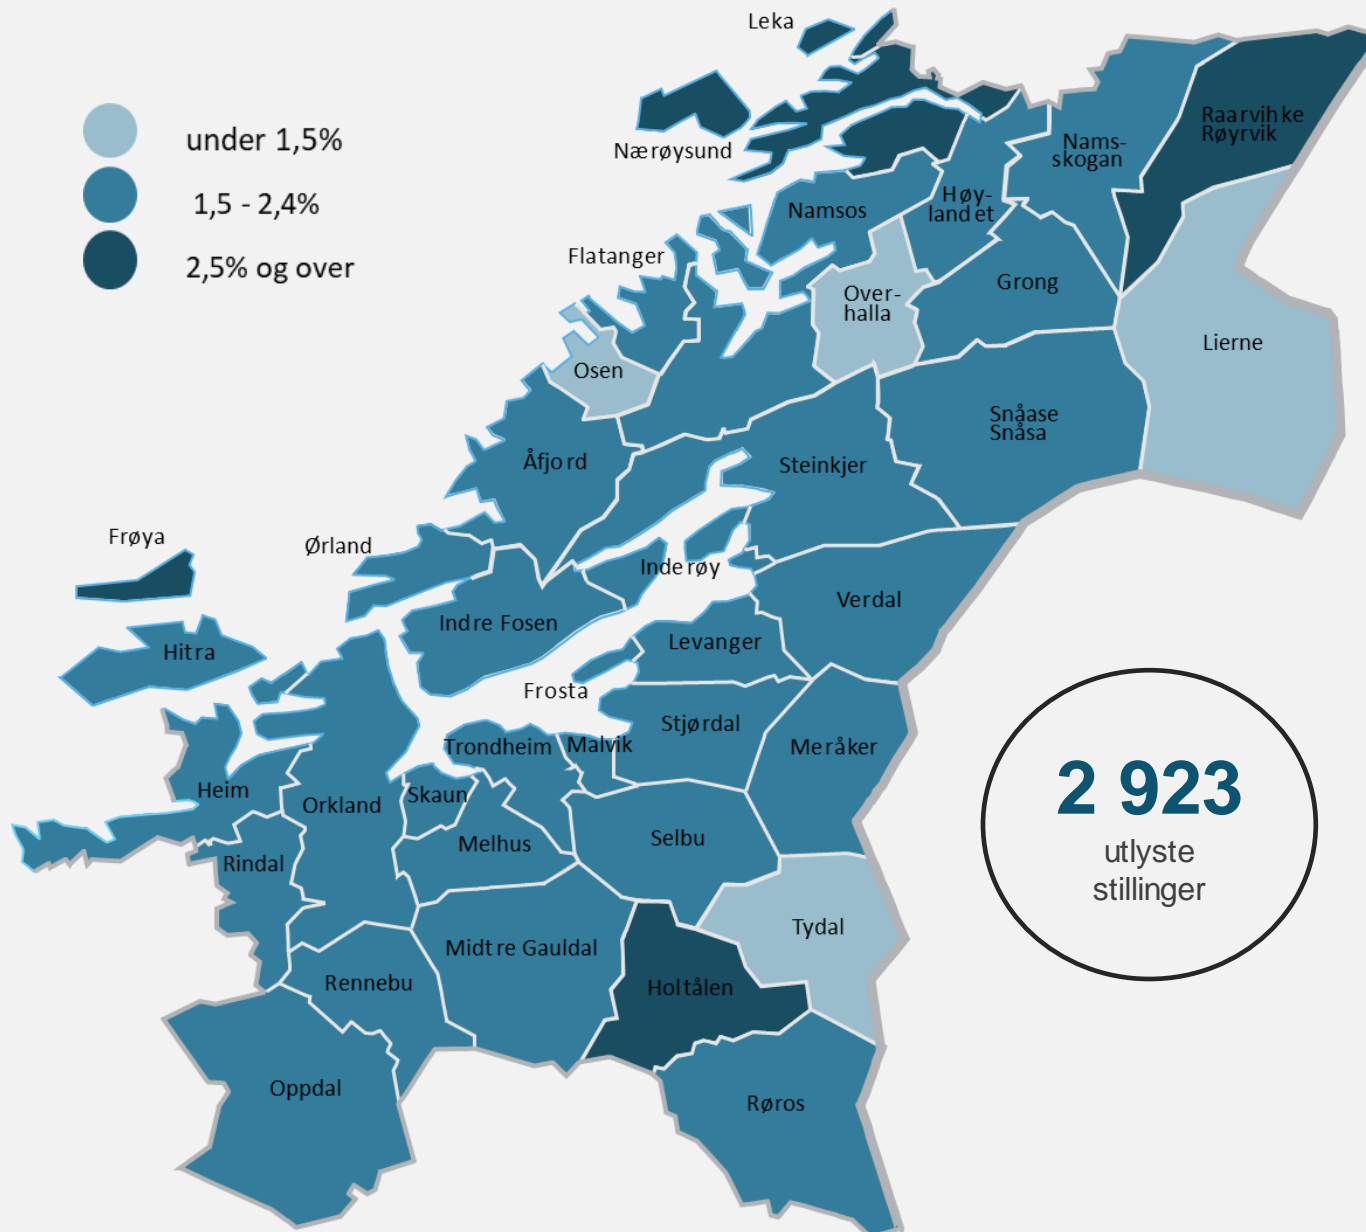 under 1,5%
1,5 - 2,4%
2,5% og over
Leka
Nærøysund
Raarvihke
Røyrvik
Nams-
skogan
Høy-
landet
Namsos
Flatanger
Grong
Over-
halla
Lierne
Osen
Snåase
Snåsa
Åfjord
Steinkjer
Frøya
Ørland
Inderøy
Verdal
Indre Fosen
Levanger
Hitra
Frosta
Stjørdal
Trondheim
Malvik
Meråker
Heim
Orkland
Skaun
Selbu
Melhus
Rindal
Tydal
Midtre Gauldal
Rennebu
Holtålen
Oppdal
Røros
2 923
utlyste
stillinger